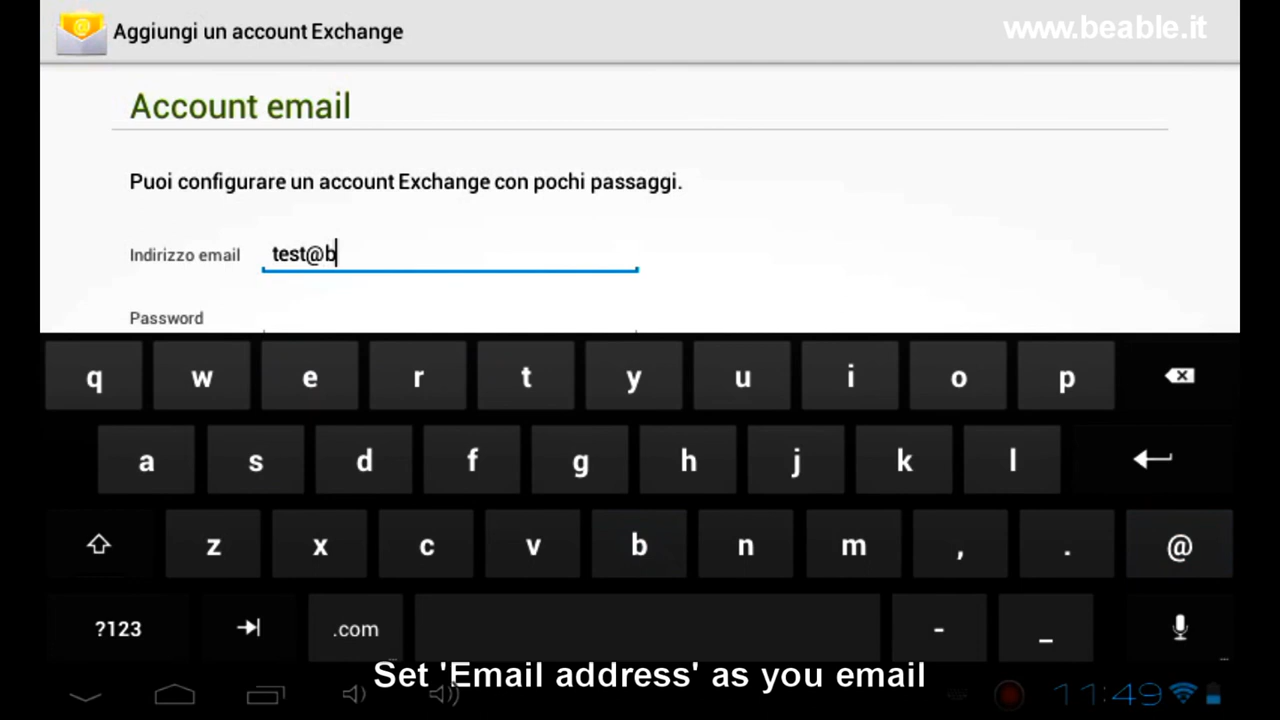 Aggiungi un account Exchange
www.beable.it
Account email
Puoi configurare un account Exchange con pochi passaggi.
Indirizzo email test@b
Password
q w e r t y u i o p
a s d f g h j k l
z x c v b n m , . @
?123 .com - _
Set 'Email address' as you email
11:49